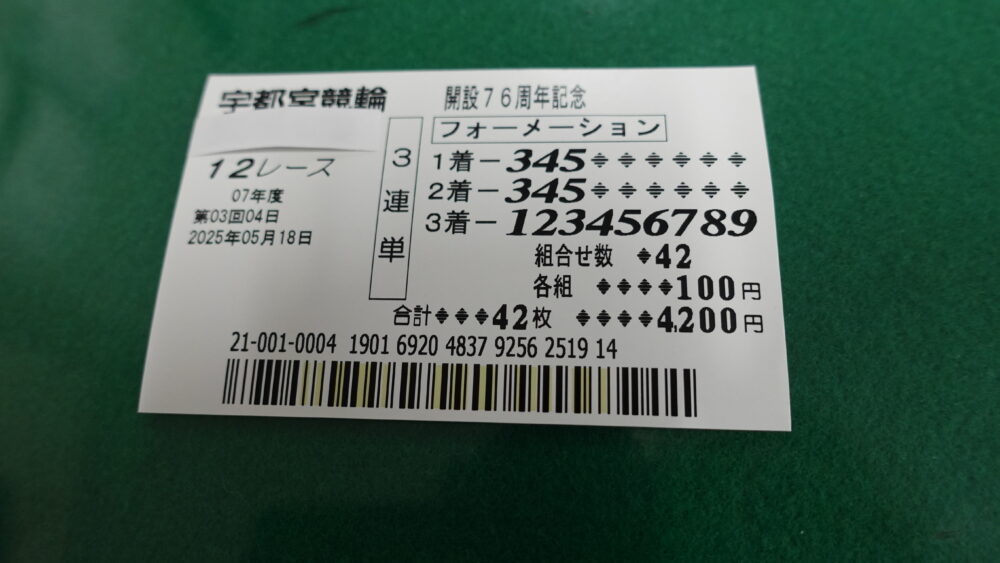 宇都宮競輪
開設76周年記念
12レース
07年度
第03回04日
2025年05月18日
3連単
フォーメーション
1着-345
2着-345
3着-123456789
組合せ数 42
各組 100円
合計 42枚 4,200円
21-001-0004 1901 6920 4837 9256 2519 14